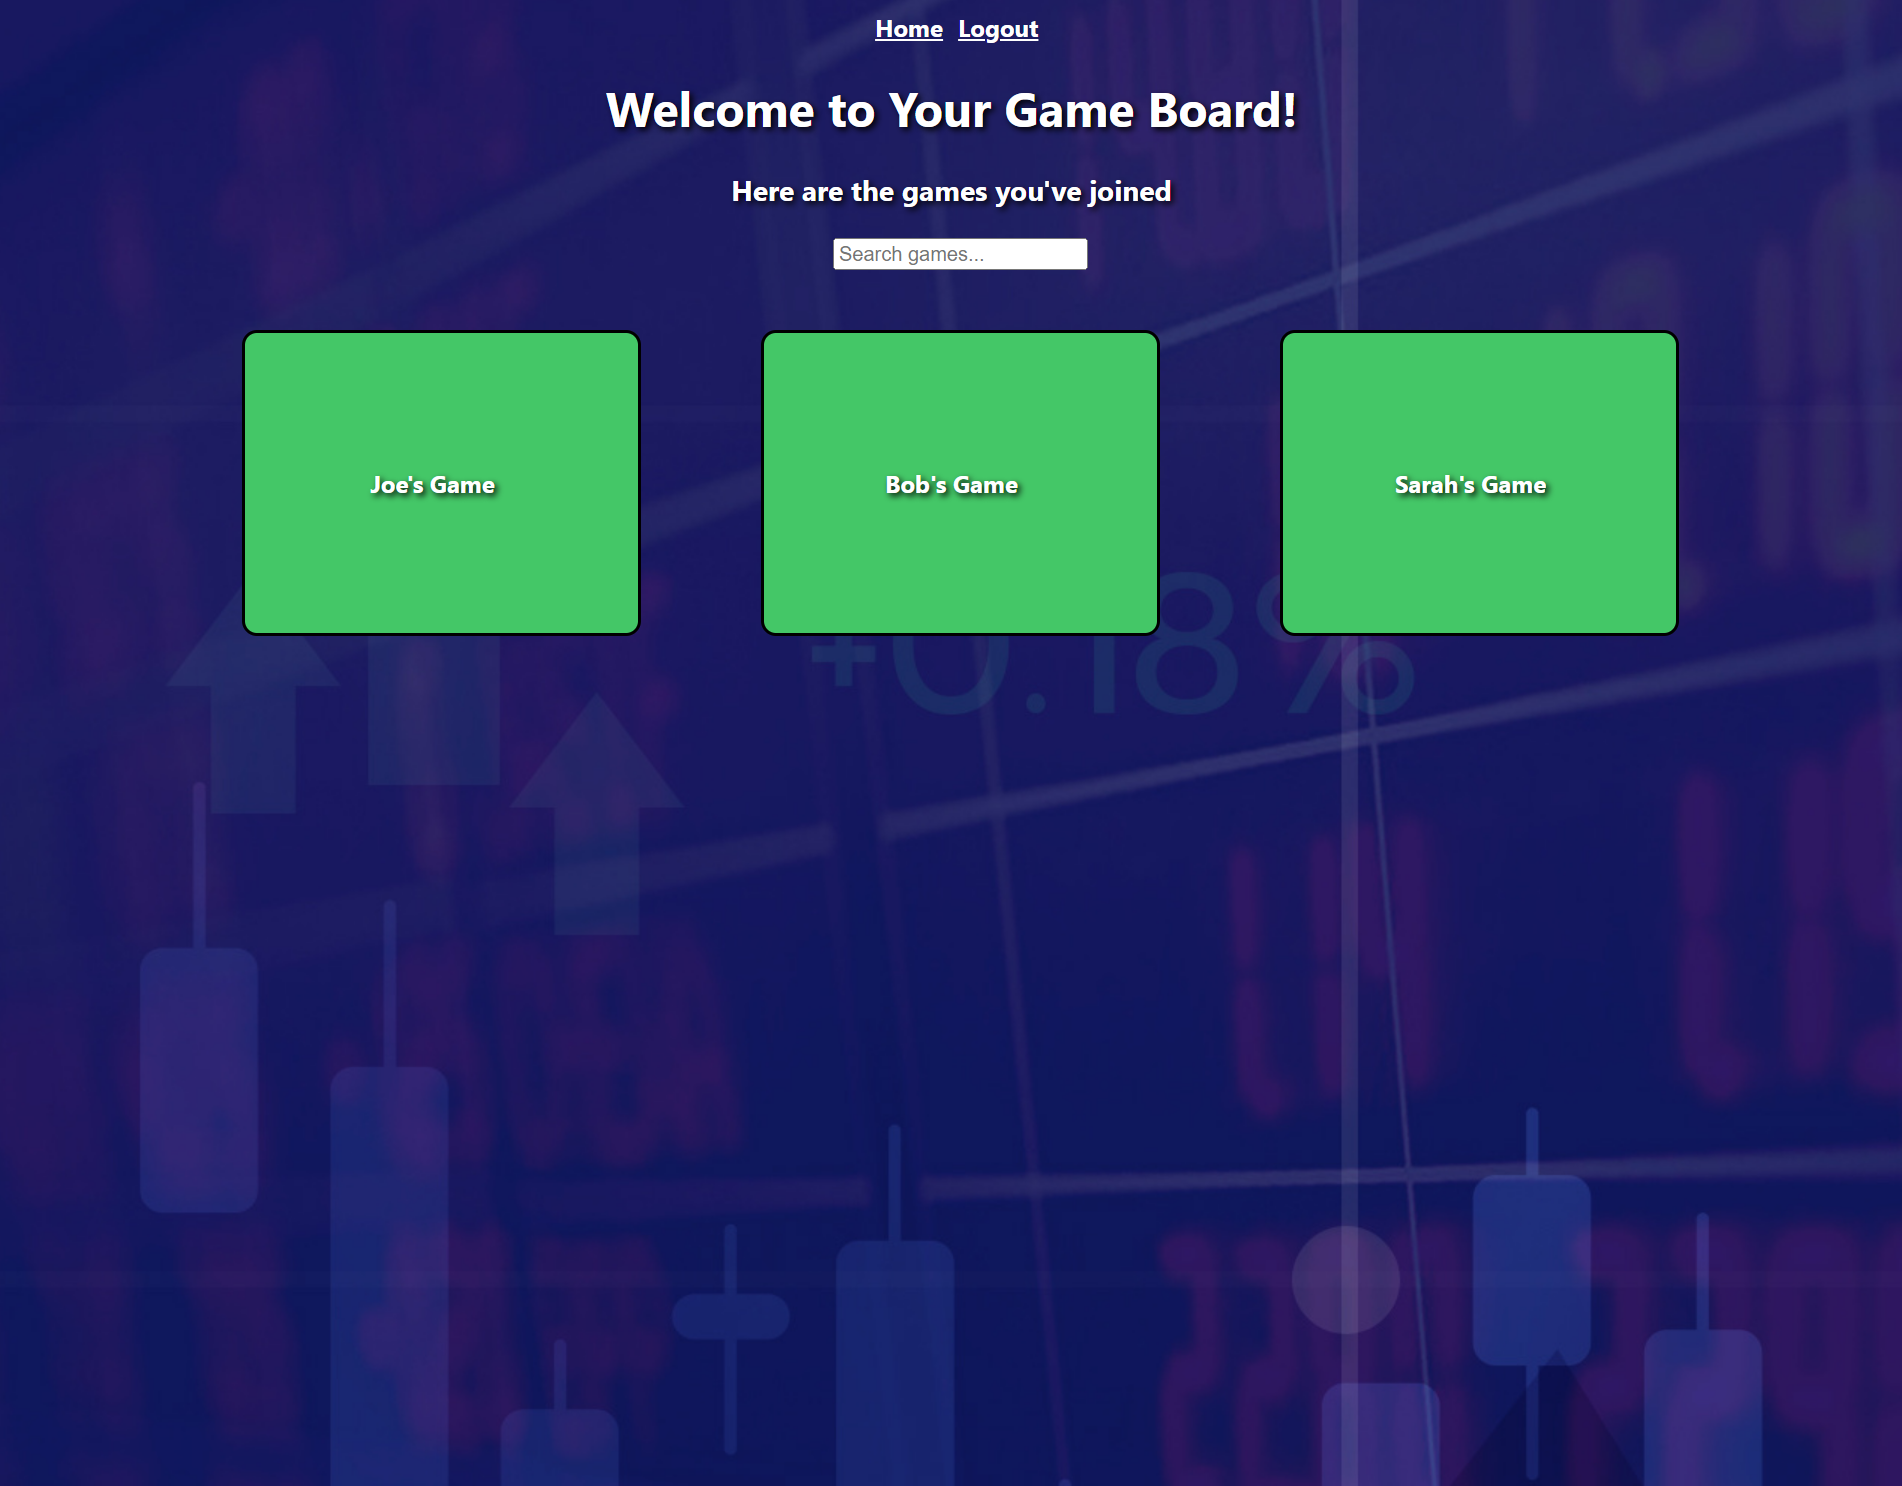 Home Logout
Welcome to Your Game Board!
Here are the games you've joined
Search games...
Joe's Game
Bob's Game
Sarah's Game
+0.18%